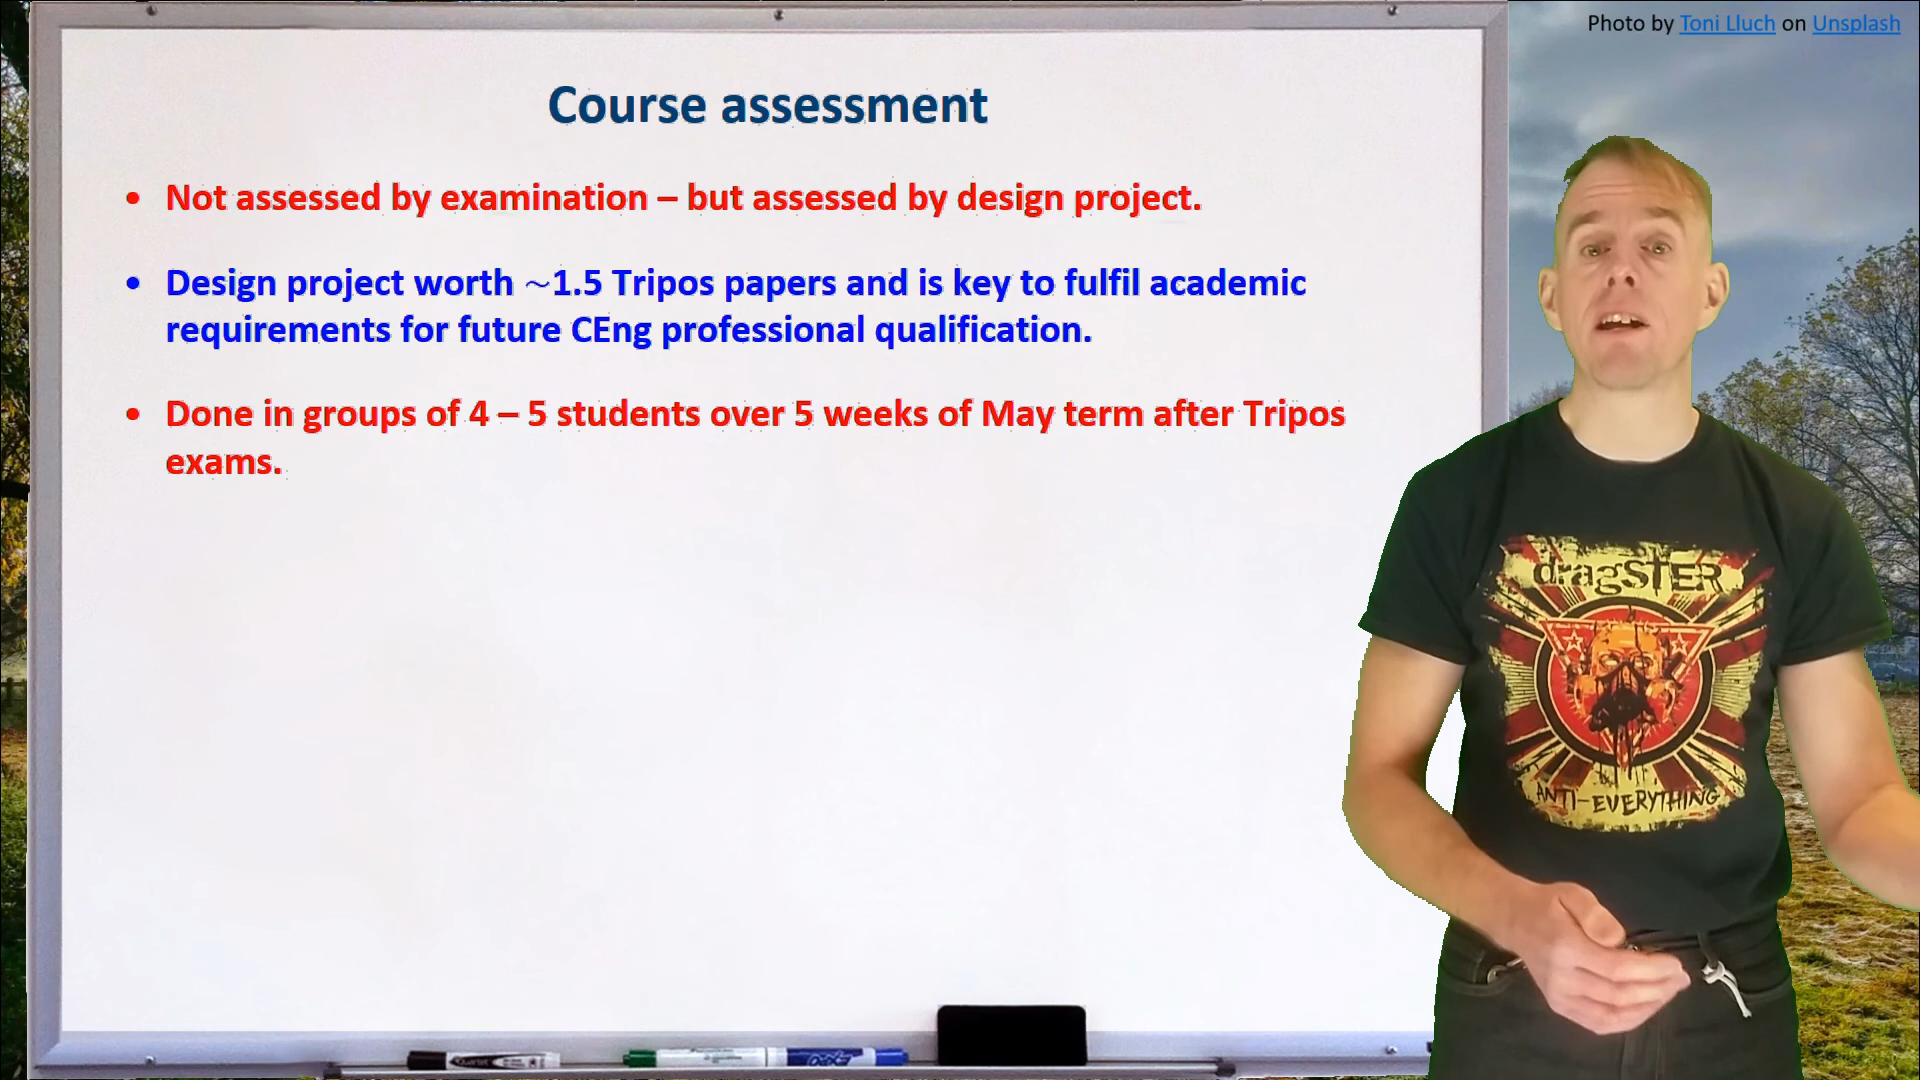 Photo by Toni Lluch on Unsplash
Course assessment
• Not assessed by examination – but assessed by design project.
• Design project worth ~1.5 Tripos papers and is key to fulfil academic
requirements for future CEng professional qualification.
• Done in groups of 4 – 5 students over 5 weeks of May term after Tripos
exams.
dragSTER
ANTI-EVERYTHING
Quartet